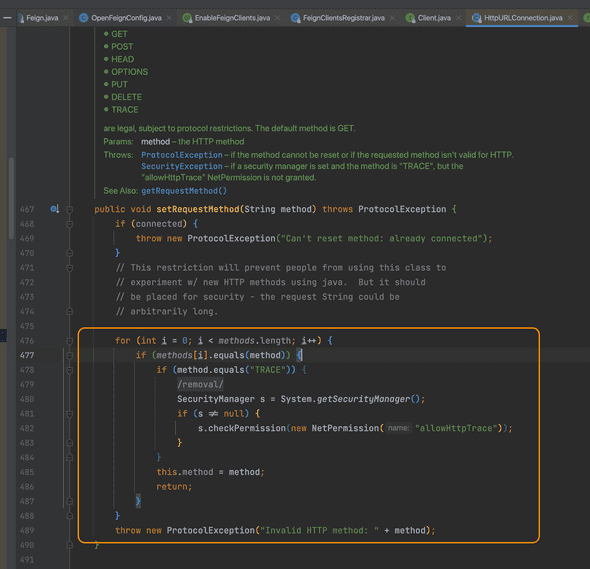 Feign.java
OpenFeignConfig.java
EnableFeignClients.java
FeignClientsRegistrar.java
Client.java
HttpURLConnection.java
GET
POST
HEAD
OPTIONS
PUT
DELETE
TRACE
are legal, subject to protocol restrictions. The default method is GET.
Params: method – the HTTP method
Throws: ProtocolException – if the method cannot be reset or if the requested method isn't valid for HTTP.
SecurityException – if a security manager is set and the method is "TRACE", but the
"allowHttpTrace" NetPermission is not granted.
See Also: getRequestMethod()
467 public void setRequestMethod(String method) throws ProtocolException {
468 if (connected) {
469 throw new ProtocolException("Can't reset method: already connected");
470 }
471 // This restriction will prevent people from using this class to
472 // experiment w/ new HTTP methods using java.  But it should
473 // be placed for security - the request String could be
474 // arbitrarily long.
475
476 for (int i = 0; i < methods.length; i++) {
477 if (methods[i].equals(method)) {
478 if (method.equals("TRACE")) {
479 /removal/
480 SecurityManager s = System.getSecurityManager();
481 if (s ≠ null) {
482 s.checkPermission(new NetPermission( name: "allowHttpTrace"));
483 }
484 }
485 this.method = method;
486 return;
487 }
488 }
489 throw new ProtocolException("Invalid HTTP method: " + method);
490 }
491